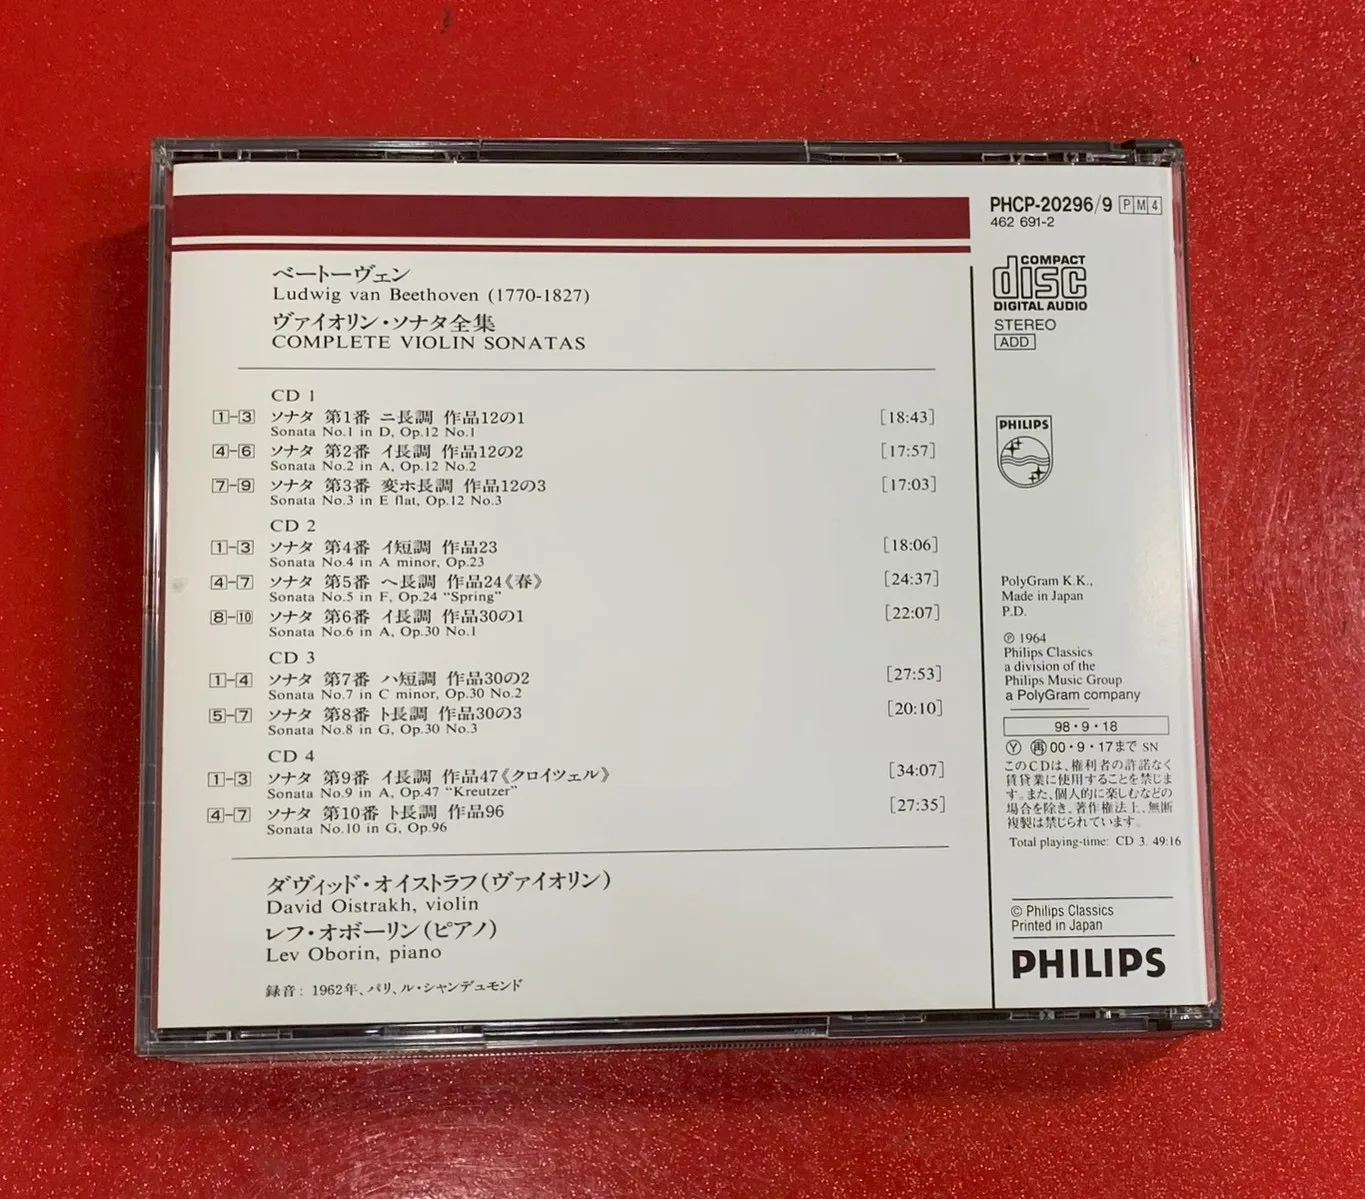 PHCP-20296/9 P M 4
462 691-2
COMPACT
disc
DIGITAL AUDIO
STEREO
ADD
ベートーヴェン
Ludwig van Beethoven (1770-1827)
ヴァイオリン・ソナタ全集
COMPLETE VIOLIN SONATAS
CD 1
1-3 ソナタ 第1番 ニ長調 作品12の1 [18:43]
Sonata No.1 in D, Op.12 No.1
4-6 ソナタ 第2番 イ長調 作品12の2 [17:57]
Sonata No.2 in A, Op.12 No.2
7-9 ソナタ 第3番 変ホ長調 作品12の3 [17:03]
Sonata No.3 in E flat, Op.12 No.3
CD 2
1-3 ソナタ 第4番 イ短調 作品23 [18:06]
Sonata No.4 in A minor, Op.23
4-7 ソナタ 第5番 ヘ長調 作品24《春》 [24:37]
Sonata No.5 in F, Op.24 “Spring”
8-10 ソナタ 第6番 イ長調 作品30の1 [22:07]
Sonata No.6 in A, Op.30 No.1
CD 3
1-4 ソナタ 第7番 ハ短調 作品30の2 [27:53]
Sonata No.7 in C minor, Op.30 No.2
5-7 ソナタ 第8番 ト長調 作品30の3 [20:10]
Sonata No.8 in G, Op.30 No.3
CD 4
1-3 ソナタ 第9番 イ長調 作品47《クロイツェル》 [34:07]
Sonata No.9 in A, Op.47 “Kreutzer”
4-7 ソナタ 第10番 ト長調 作品96 [27:35]
Sonata No.10 in G, Op.96
ダヴィッド・オイストラフ(ヴァイオリン)
David Oistrakh, violin
レフ・オボーリン(ピアノ)
Lev Oborin, piano
録音: 1962年、パリ、ル・シャンデュモンド
PHILIPS
PolyGram K.K.,
Made in Japan
P.D.
Ⓟ 1964
Philips Classics
a division of the
Philips Music Group
a PolyGram company
98・9・18
Ⓨ 再 00・9・17まで SN
このCDは、権利者の許諾なく
賃貸業に使用することを禁じま
す。また、個人的に楽しむなどの
場合を除き、著作権法上、無断
複製は禁じられています。
Total playing-time: CD 3. 49:16
© Philips Classics
Printed in Japan
PHILIPS